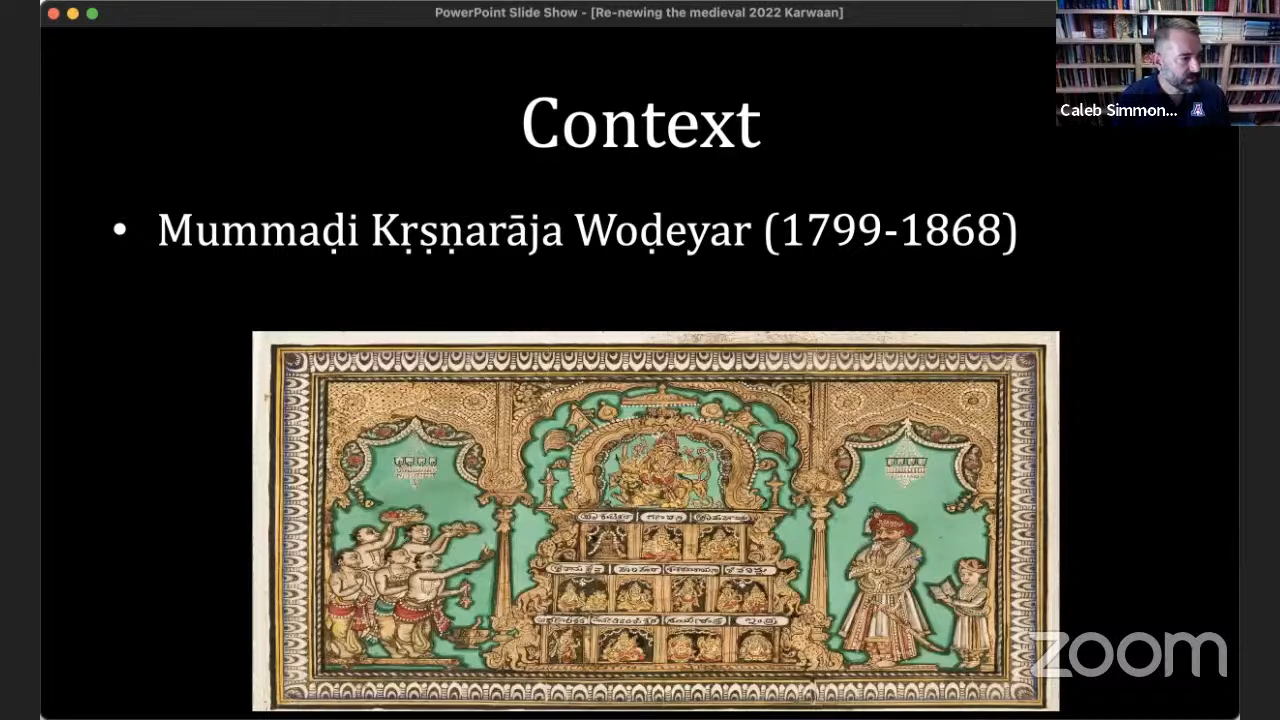 PowerPoint Slide Show - [Re-newing the medieval 2022 Karwaan]
Caleb Simmon...
A
Context
• Mummaḍi Kṛṣṇarāja Woḍeyar (1799-1868)
zoom